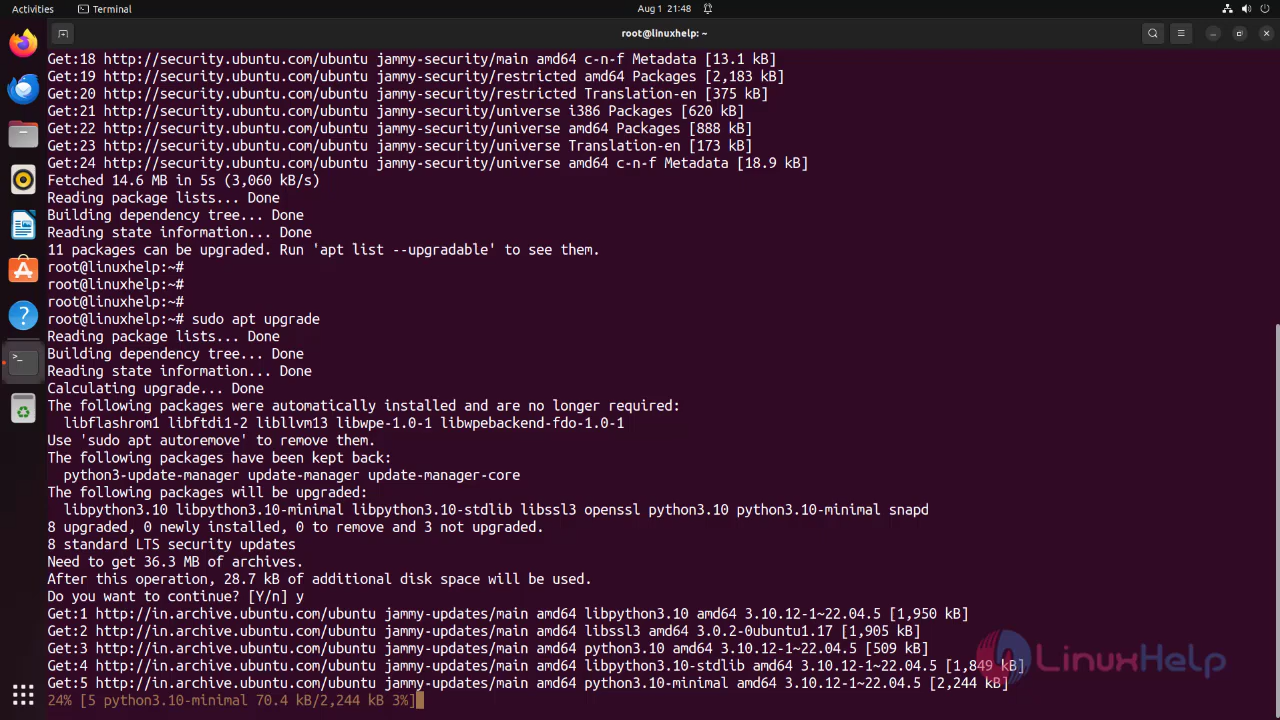 Activities
Terminal
Aug 1 21:48
root@linuxhelp: ~
Get:18 http://security.ubuntu.com/ubuntu jammy-security/main amd64 c-n-f Metadata [13.1 kB]
Get:19 http://security.ubuntu.com/ubuntu jammy-security/restricted amd64 Packages [2,183 kB]
Get:20 http://security.ubuntu.com/ubuntu jammy-security/restricted Translation-en [375 kB]
Get:21 http://security.ubuntu.com/ubuntu jammy-security/universe i386 Packages [620 kB]
Get:22 http://security.ubuntu.com/ubuntu jammy-security/universe amd64 Packages [888 kB]
Get:23 http://security.ubuntu.com/ubuntu jammy-security/universe Translation-en [173 kB]
Get:24 http://security.ubuntu.com/ubuntu jammy-security/universe amd64 c-n-f Metadata [18.9 kB]
Fetched 14.6 MB in 5s (3,060 kB/s)
Reading package lists... Done
Building dependency tree... Done
Reading state information... Done
11 packages can be upgraded. Run 'apt list --upgradable' to see them.
root@linuxhelp:~#
root@linuxhelp:~#
root@linuxhelp:~#
root@linuxhelp:~# sudo apt upgrade
Reading package lists... Done
Building dependency tree... Done
Reading state information... Done
Calculating upgrade... Done
The following packages were automatically installed and are no longer required:
  libflashrom1 libftdi1-2 libllvm13 libwpe-1.0-1 libwpebackend-fdo-1.0-1
Use 'sudo apt autoremove' to remove them.
The following packages have been kept back:
  python3-update-manager update-manager update-manager-core
The following packages will be upgraded:
  libpython3.10 libpython3.10-minimal libpython3.10-stdlib libssl3 openssl python3.10 python3.10-minimal snapd
8 upgraded, 0 newly installed, 0 to remove and 3 not upgraded.
8 standard LTS security updates
Need to get 36.3 MB of archives.
After this operation, 28.7 kB of additional disk space will be used.
Do you want to continue? [Y/n] y
Get:1 http://in.archive.ubuntu.com/ubuntu jammy-updates/main amd64 libpython3.10 amd64 3.10.12-1~22.04.5 [1,950 kB]
Get:2 http://in.archive.ubuntu.com/ubuntu jammy-updates/main amd64 libssl3 amd64 3.0.2-0ubuntu1.17 [1,905 kB]
Get:3 http://in.archive.ubuntu.com/ubuntu jammy-updates/main amd64 python3.10 amd64 3.10.12-1~22.04.5 [509 kB]
Get:4 http://in.archive.ubuntu.com/ubuntu jammy-updates/main amd64 libpython3.10-stdlib amd64 3.10.12-1~22.04.5 [1,849 kB]
Get:5 http://in.archive.ubuntu.com/ubuntu jammy-updates/main amd64 python3.10-minimal amd64 3.10.12-1~22.04.5 [2,244 kB]
24% [5 python3.10-minimal 70.4 kB/2,244 kB 3%]
LinuxHelp